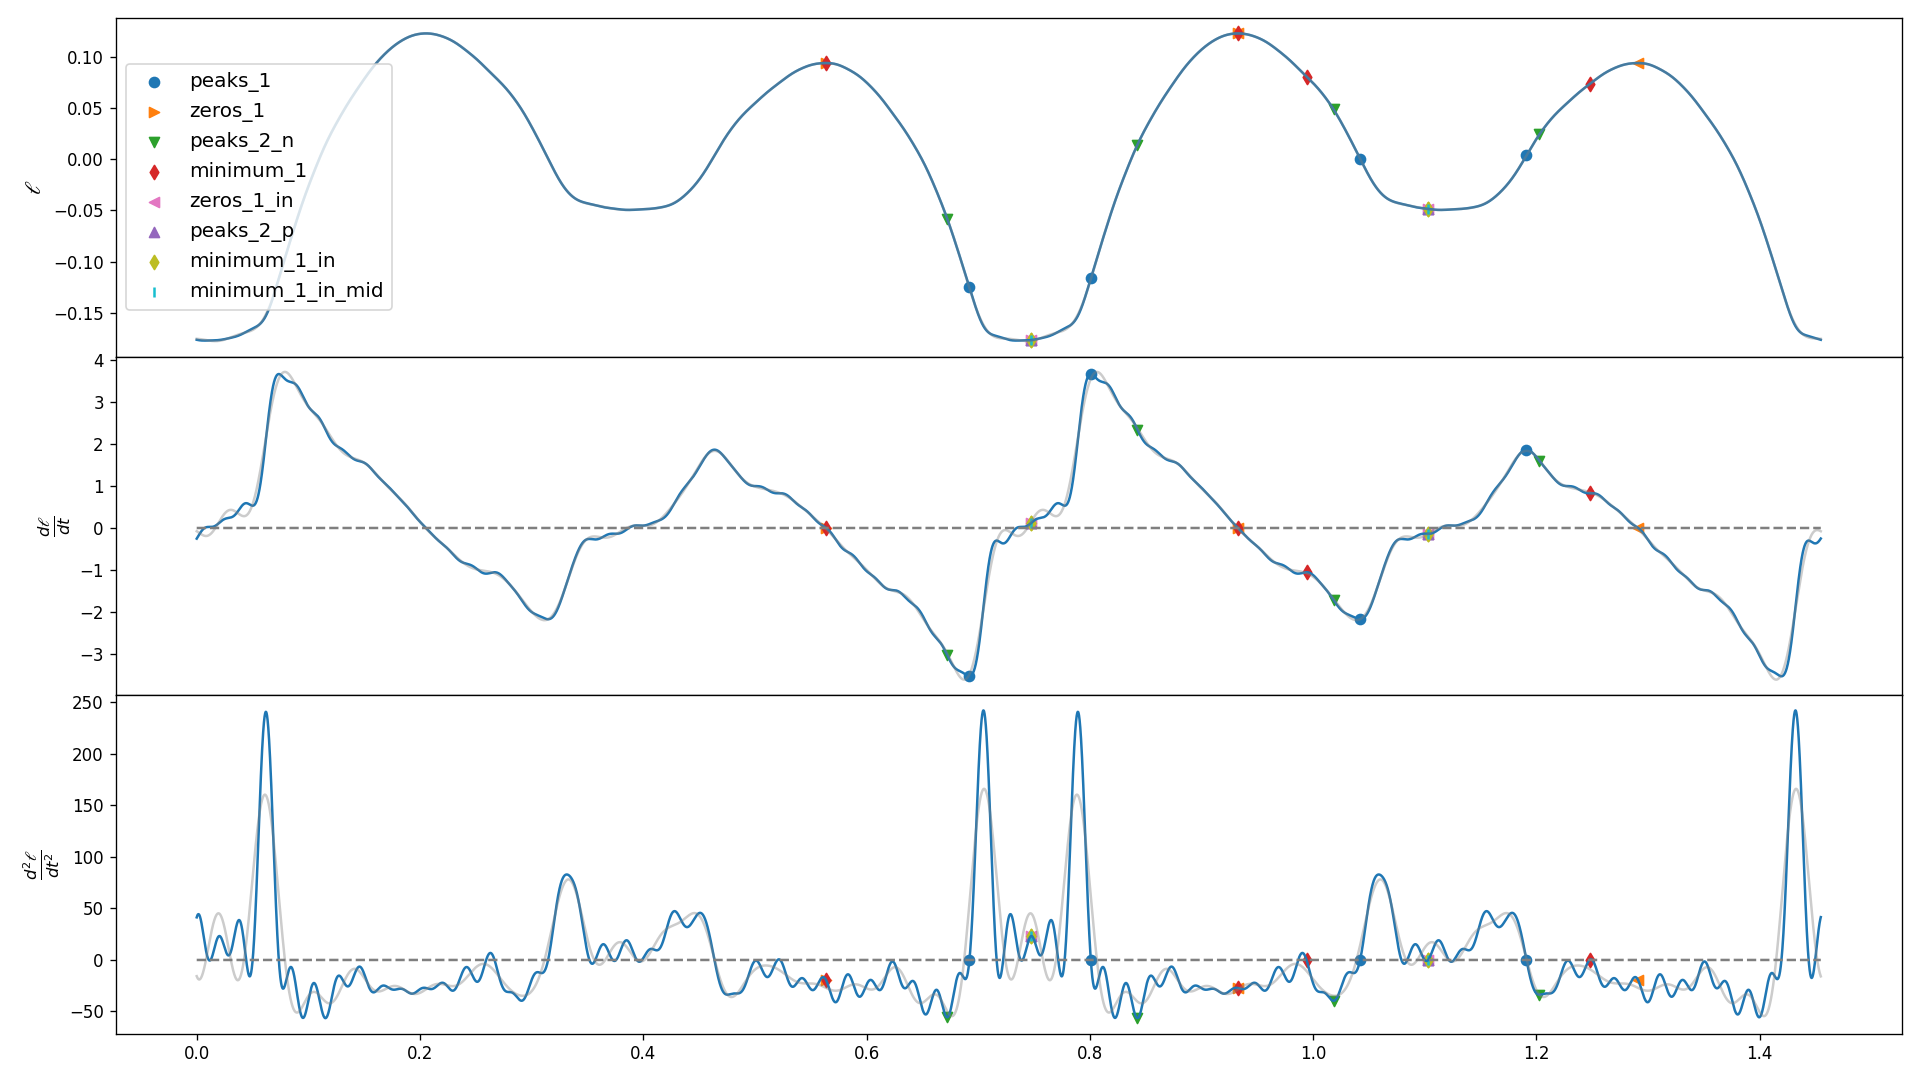 0.10
0.05
0.00
−0.05
−0.10
−0.15
ℓ
peaks_1
zeros_1
peaks_2_n
minimum_1
zeros_1_in
peaks_2_p
minimum_1_in
minimum_1_in_mid
4
3
2
1
0
−1
−2
−3
dℓ
dt
250
200
150
100
50
0
−50
d²ℓ
dt²
0.0 0.2 0.4 0.6 0.8 1.0 1.2 1.4